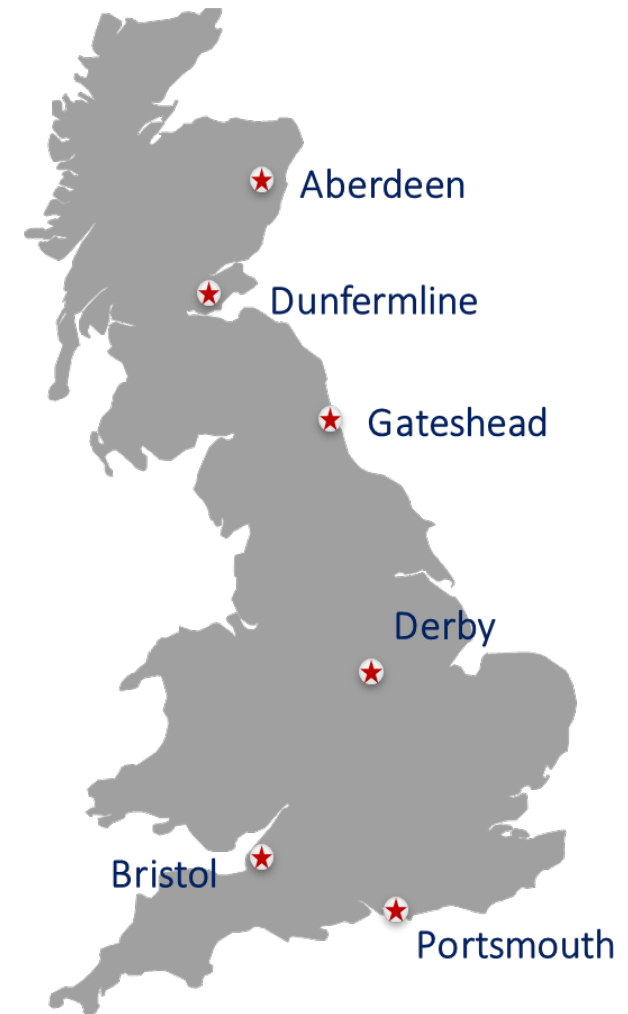 Aberdeen
Dunfermline
Gateshead
Derby
Bristol
Portsmouth